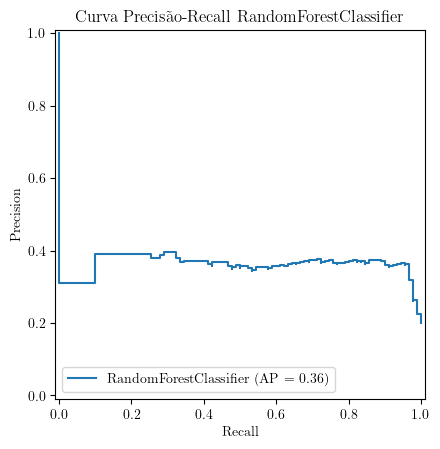 Curva Precisão-Recall RandomForestClassifier
1.0
0.8
0.6
0.4
0.2
0.0
Precision
RandomForestClassifier (AP = 0.36)
0.0 0.2 0.4 0.6 0.8 1.0
Recall